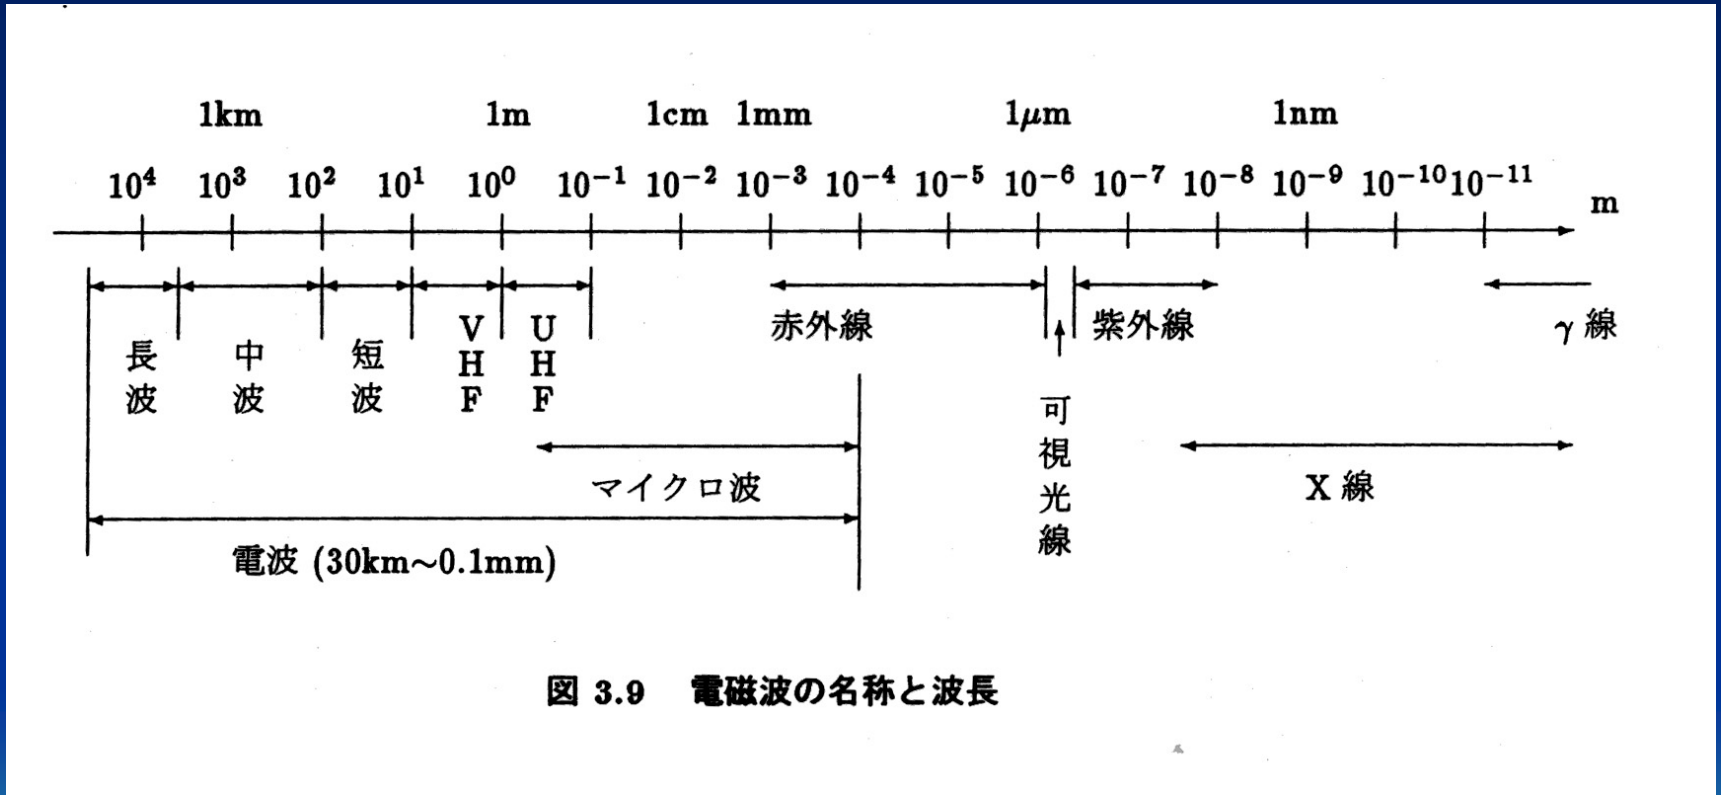 1km 1m 1cm 1mm 1μm 1nm
10⁴ 10³ 10² 10¹ 10⁰ 10⁻¹ 10⁻² 10⁻³ 10⁻⁴ 10⁻⁵ 10⁻⁶ 10⁻⁷ 10⁻⁸ 10⁻⁹ 10⁻¹⁰ 10⁻¹¹ m
長波
中波
短波
VHF
UHF
赤外線
可視光線
紫外線
γ線
マイクロ波
X線
電波 (30km~0.1mm)
図 3.9 電磁波の名称と波長